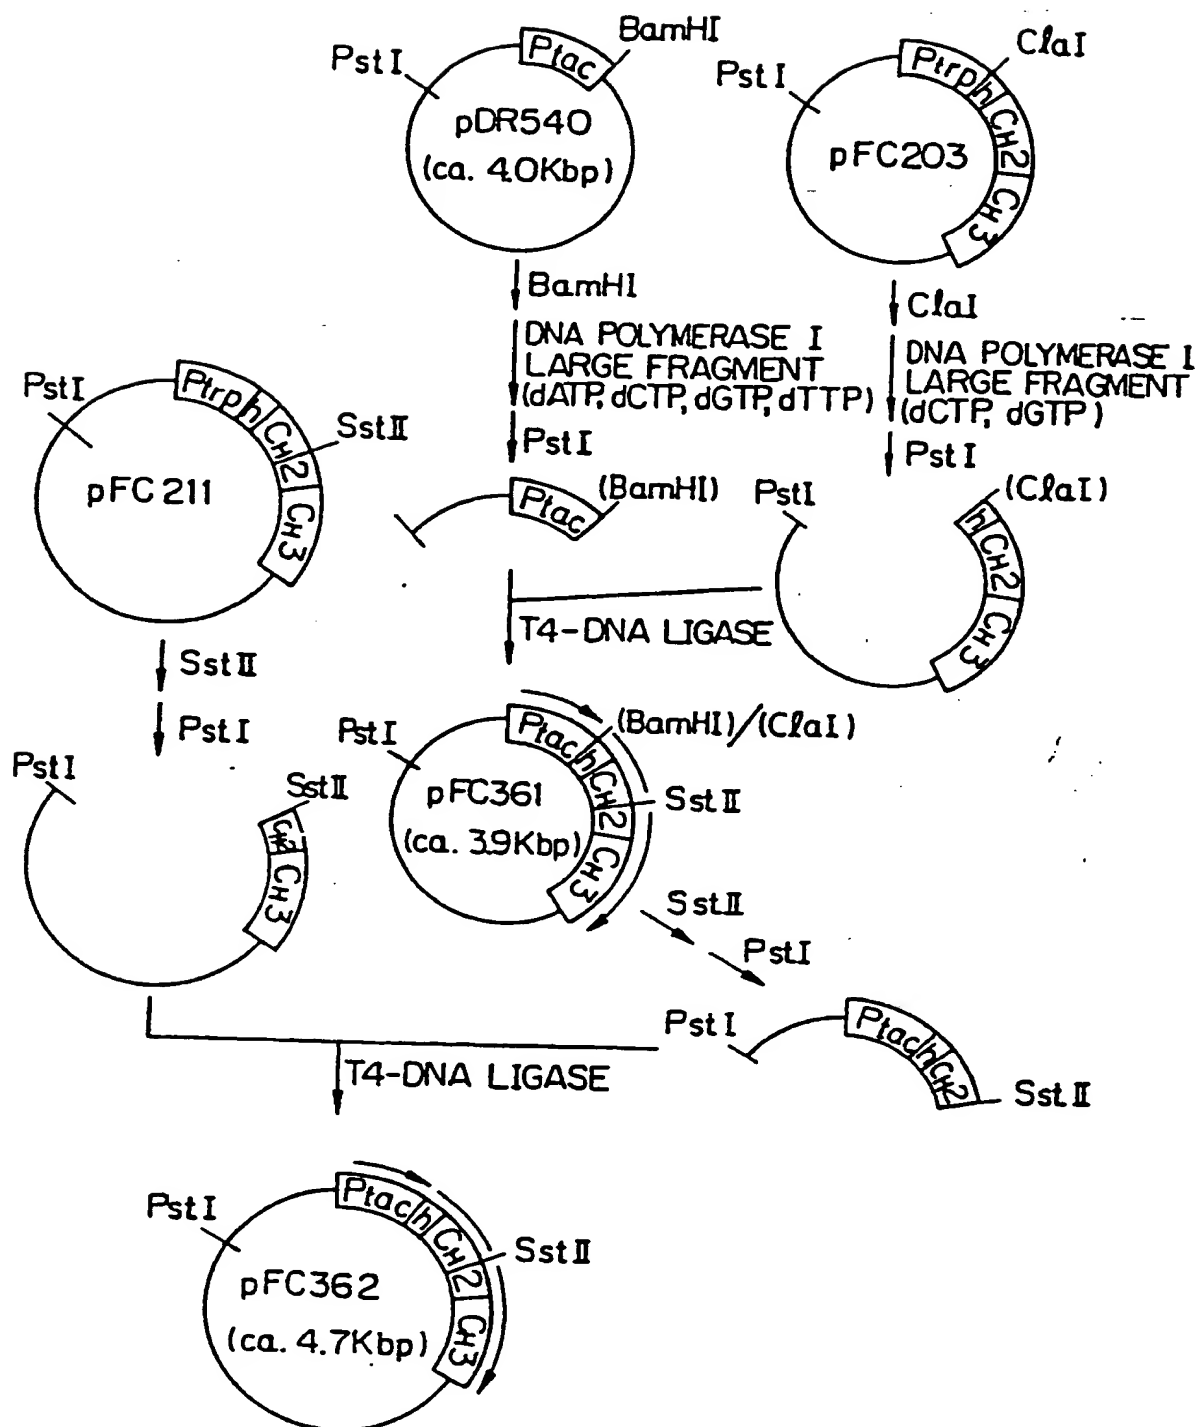 PstI
Ptac
BamHI
pDR540
(ca. 4.0Kbp)
PstI
ClaI
Ptrp h CH2 CH3
pFC203
BamHI
DNA POLYMERASE I
LARGE FRAGMENT
(dATP, dCTP, dGTP, dTTP)
PstI
ClaI
DNA POLYMERASE I
LARGE FRAGMENT
(dCTP, dGTP)
PstI
PstI
Ptrp h CH2 CH3
SstII
pFC211
Ptac
(BamHI)
PstI
(ClaI)
h CH2 CH3
T4-DNA LIGASE
SstII
PstI
PstI
SstII
CH2 CH3
PstI
Ptac h CH2 CH3
(BamHI)/(ClaI)
SstII
pFC361
(ca. 3.9Kbp)
SstII
PstI
PstI
Ptac h CH2
SstII
T4-DNA LIGASE
PstI
Ptac h CH2 CH3
SstII
pFC362
(ca. 4.7Kbp)